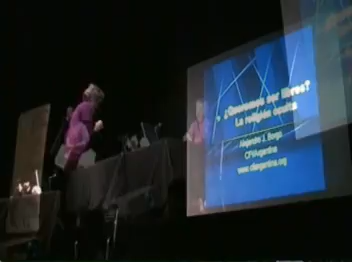 ¿Queremos ser libres?
La religión oculta
Alejandro J. Borgo
CFI/Argentina
www.cfiargentina.org